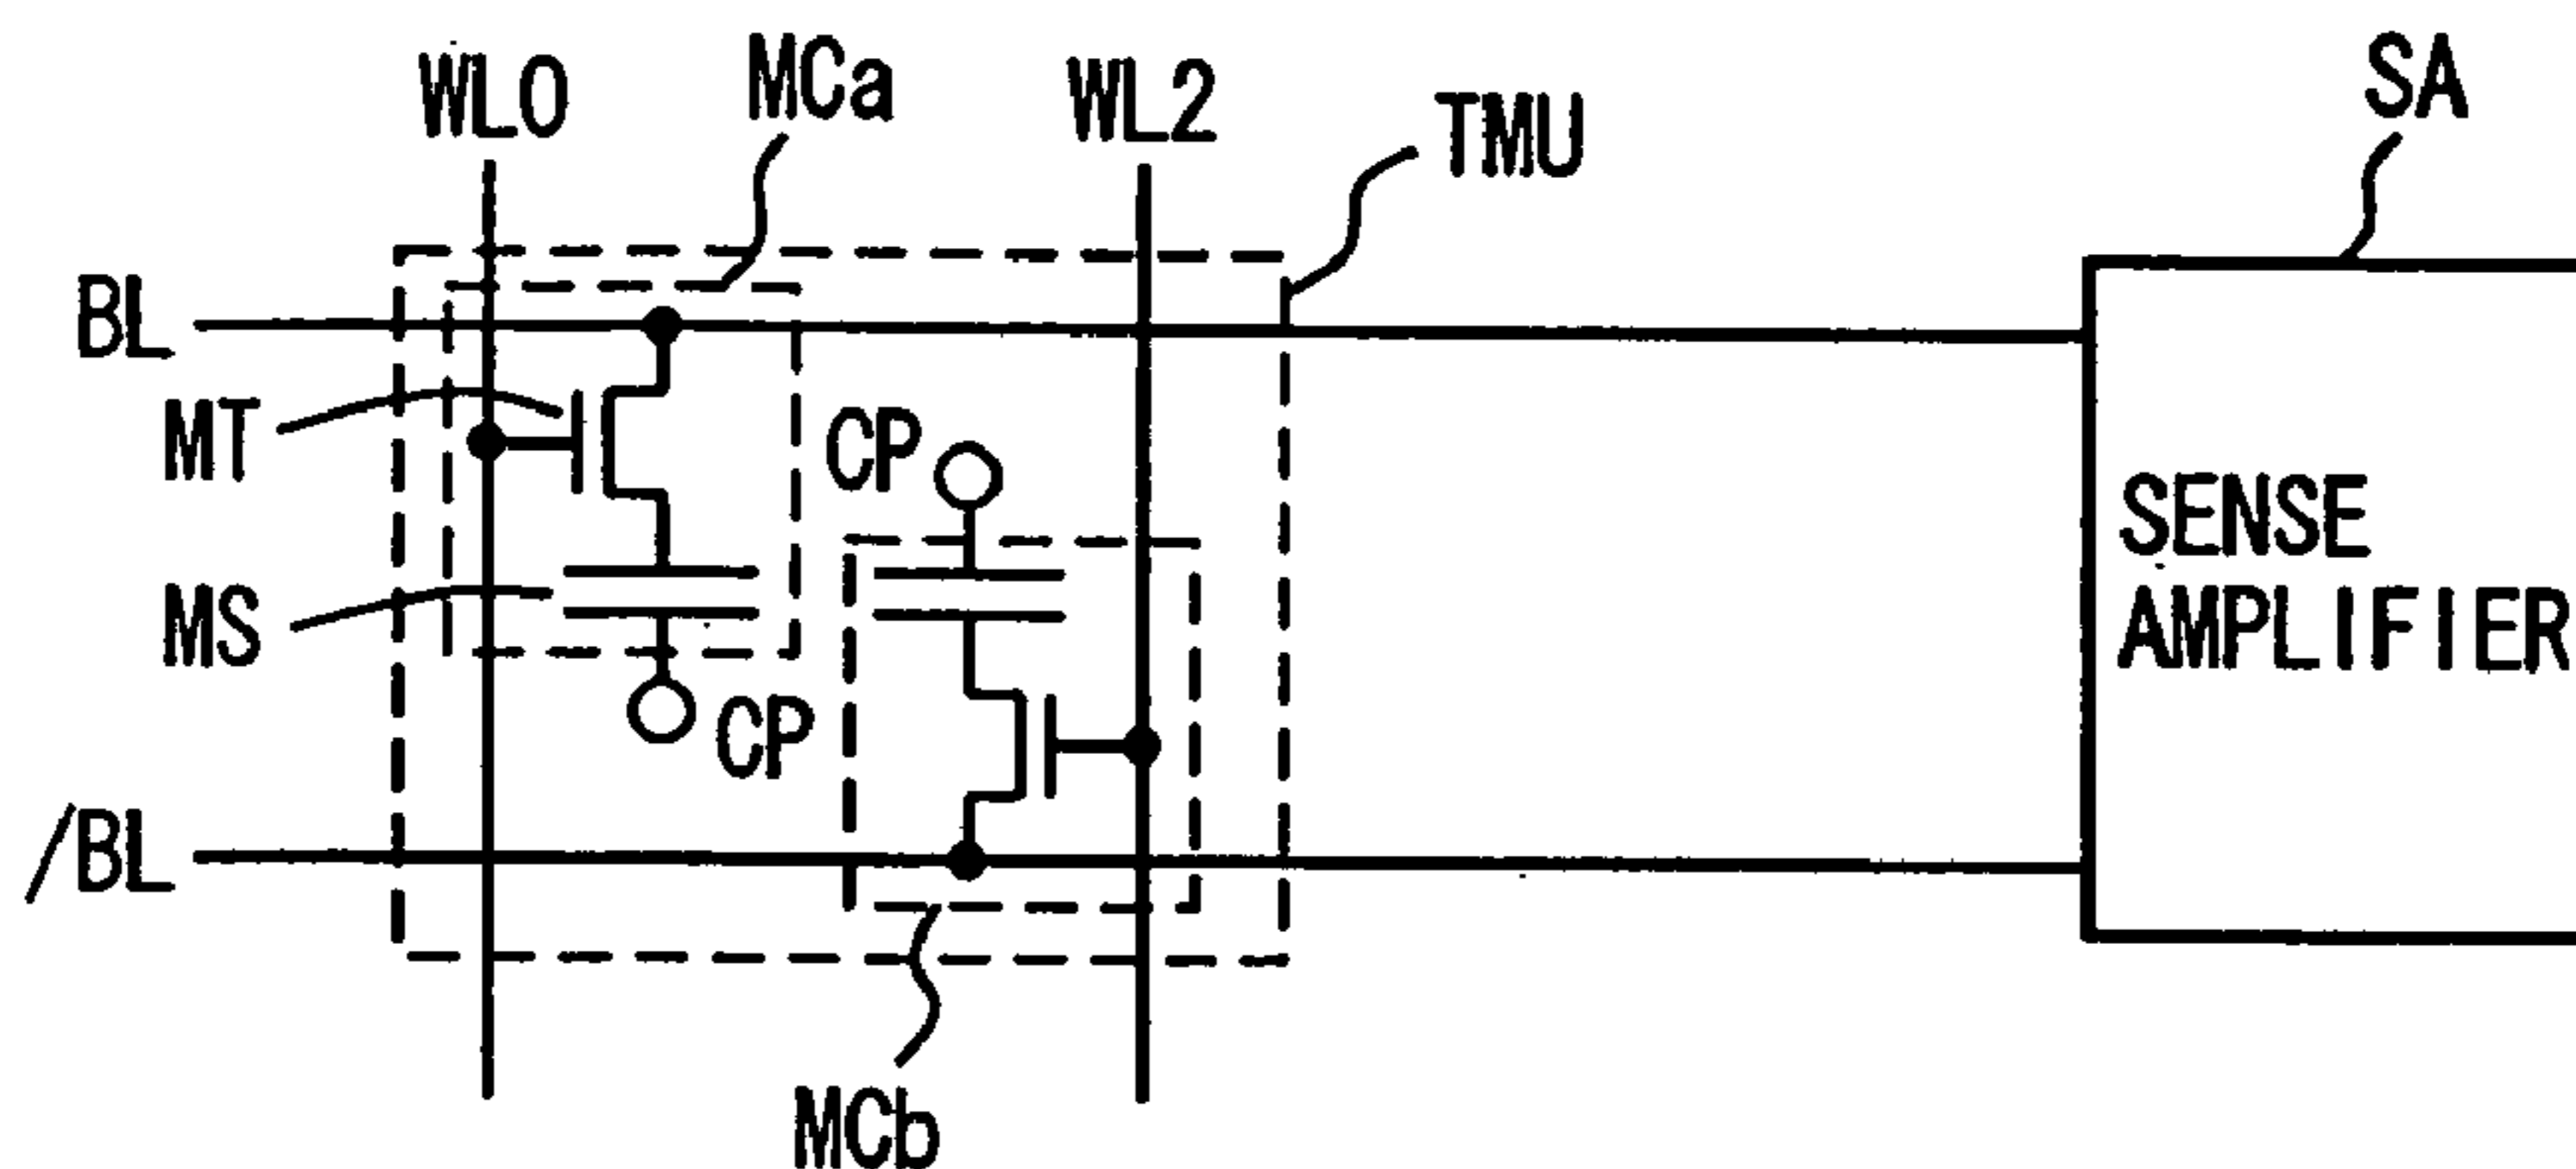 WL0
MCa
WL2
TMU
SA
BL
MT
CP
MS
SENSE
AMPLIFIER
CP
/BL
MCb